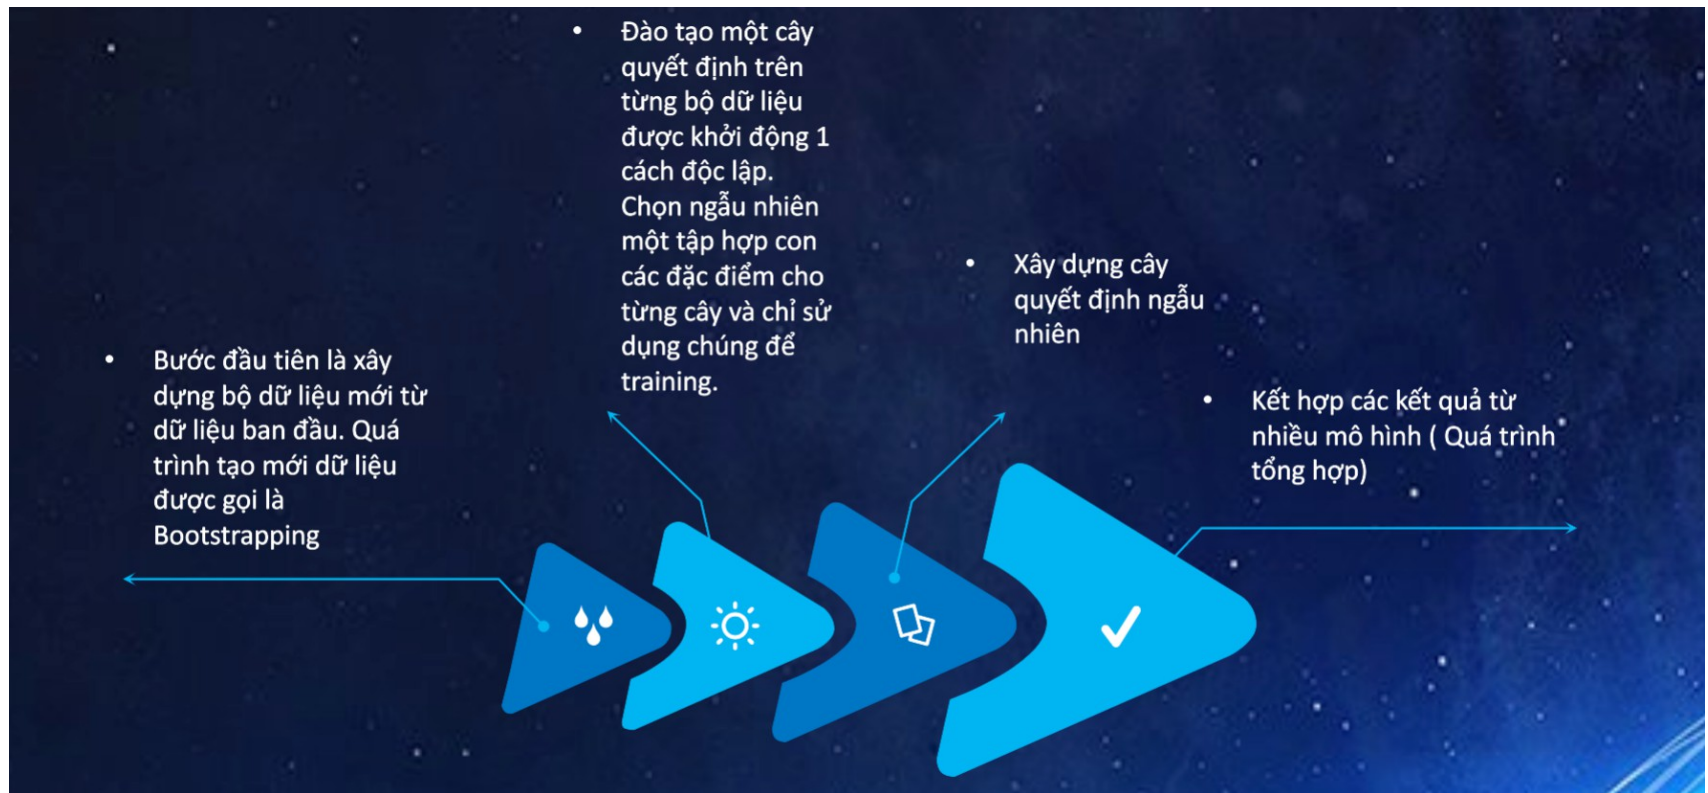 • Bước đầu tiên là xây
dựng bộ dữ liệu mới từ
dữ liệu ban đầu. Quá
trình tạo mới dữ liệu
được gọi là
Bootstrapping
• Đào tạo một cây
quyết định trên
từng bộ dữ liệu
được khởi động 1
cách độc lập.
Chọn ngẫu nhiên
một tập hợp con
các đặc điểm cho
từng cây và chỉ sử
dụng chúng để
training.
• Xây dựng cây
quyết định ngẫu
nhiên
• Kết hợp các kết quả từ
nhiều mô hình ( Quá trình
tổng hợp)